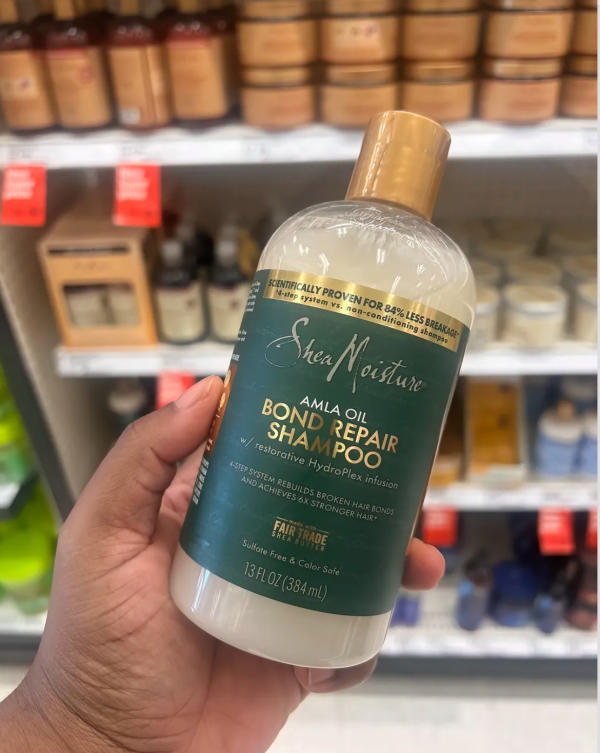 SCIENTIFICALLY PROVEN FOR 84% LESS BREAKAGE*
*4-step system vs. non-conditioning shampoo
SheaMoisture
AMLA OIL
BOND REPAIR
SHAMPOO
w/ restorative HydroPlex infusion
4-STEP SYSTEM REBUILDS BROKEN HAIR BONDS
AND ACHIEVES 6X STRONGER HAIR*
made with
FAIR TRADE
SHEA BUTTER
Sulfate Free & Color Safe
13 FL OZ (384 mL)